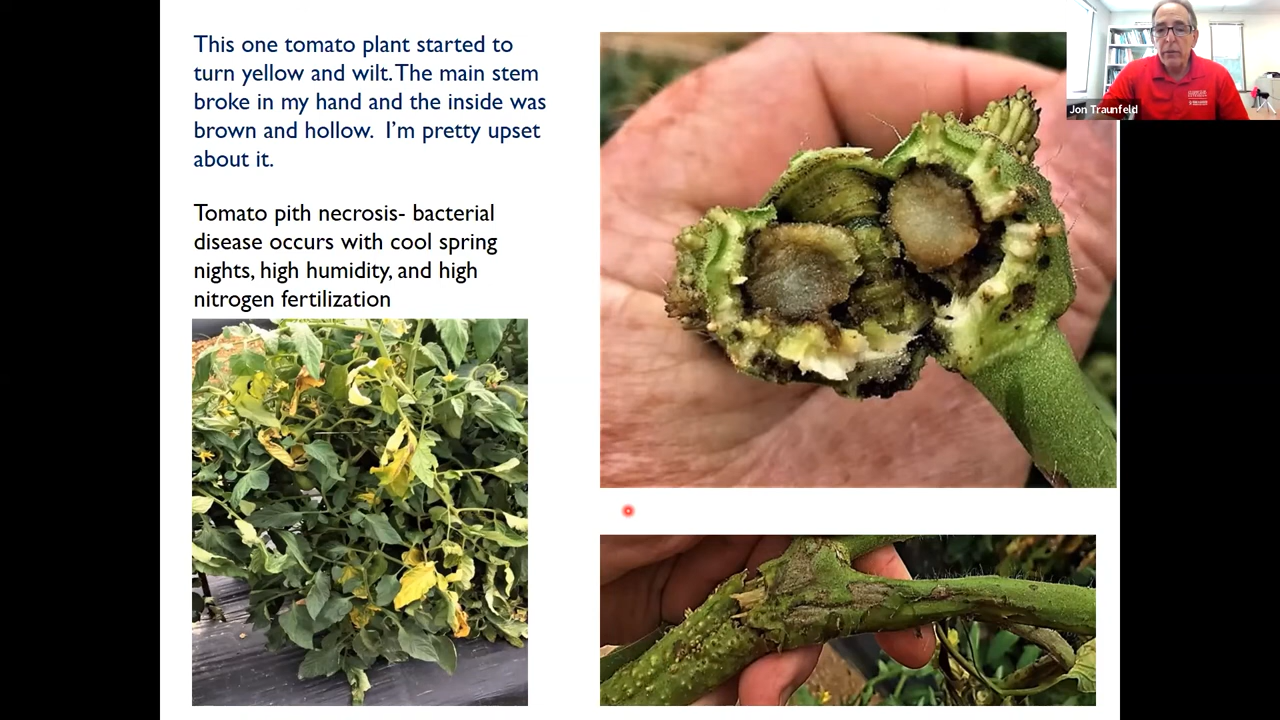 This one tomato plant started to
turn yellow and wilt. The main stem
broke in my hand and the inside was
brown and hollow.  I'm pretty upset
about it.
Tomato pith necrosis- bacterial
disease occurs with cool spring
nights, high humidity, and high
nitrogen fertilization
Jon Traunfeld